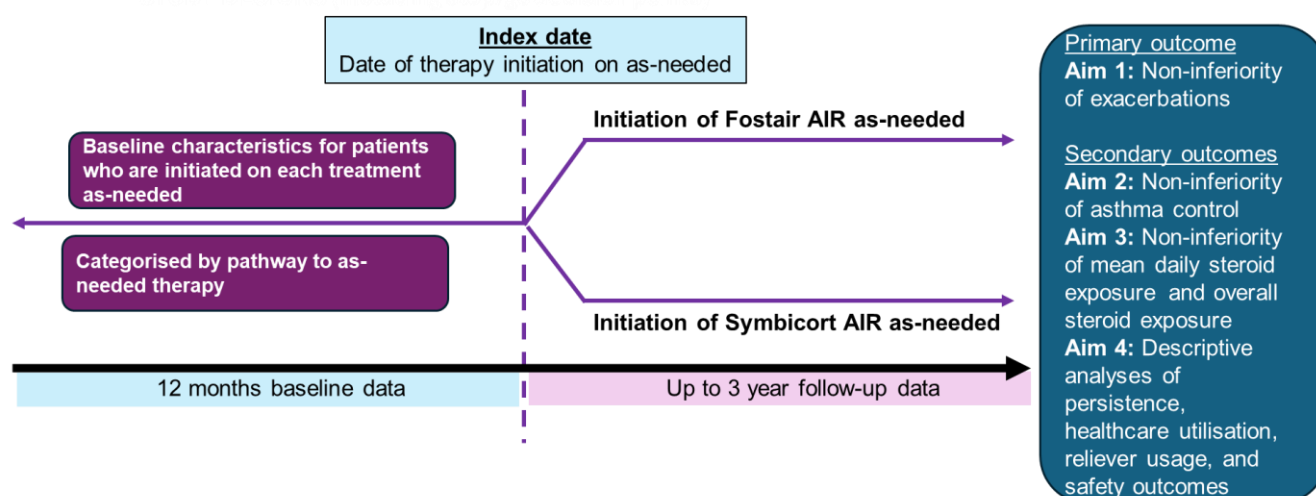 Index date
Date of therapy initiation on as-needed
Baseline characteristics for patients
who are initiated on each treatment
as-needed
Categorised by pathway to as-
needed therapy
Initiation of Fostair AIR as-needed
Initiation of Symbicort AIR as-needed
12 months baseline data
Up to 3 year follow-up data
Primary outcome
Aim 1: Non-inferiority
of exacerbations
Secondary outcomes
Aim 2: Non-inferiority
of asthma control
Aim 3: Non-inferiority
of mean daily steroid
exposure and overall
steroid exposure
Aim 4: Descriptive
analyses of
persistence,
healthcare utilisation,
reliever usage, and
safety outcomes